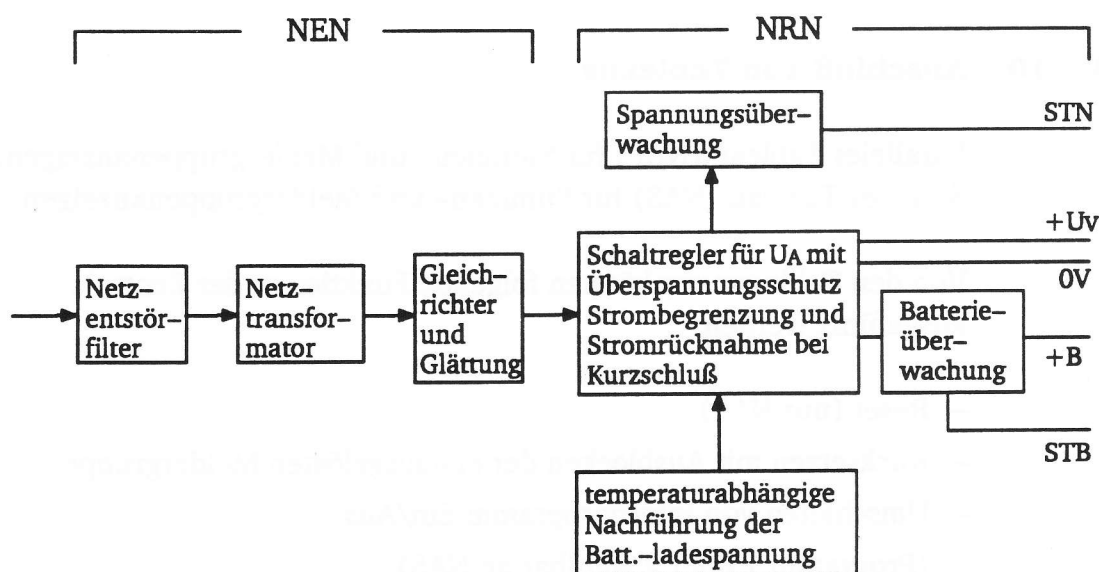 NEN
NRN
Spannungsüber–
wachung
STN
+Uv
0V
Netz–
entstör–
filter
Netz–
transfor–
mator
Gleich–
richter
und
Glättung
Schaltregler für UA mit
Überspannungsschutz
Strombegrenzung und
Stromrücknahme bei
Kurzschluß
Batterie–
über–
wachung
+B
STB
temperaturabhängige
Nachführung der
Batt.–ladespannung